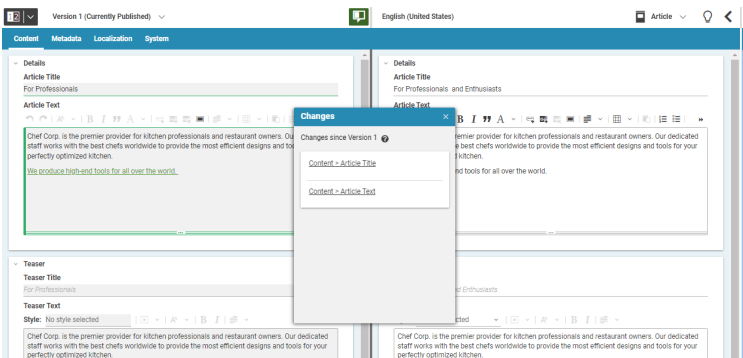 Version 1 (Currently Published)
English (United States)
Article
Content Metadata Localization System
Details
Article Title
For Professionals
Article Text
Chef Corp. is the premier provider for kitchen professionals and restaurant owners. Our
staff works with the best chefs worldwide to provide the most efficient designs and
perfectly optimized kitchen.
We produce high-end tools for all over the world.
Teaser
Teaser Title
For Professionals
Teaser Text
Style: No style selected
Chef Corp. is the premier provider for kitchen professionals and restaurant owners. Our dedicated
staff works with the best chefs worldwide to provide the most efficient designs and tools for your
perfectly optimized kitchen.
Changes
Changes since Version 1
Content > Article Title
Content > Article Text
Details
Article Title
For Professionals and Enthusiasts
Article Text
provider for kitchen professionals and restaurant owners. Our dedicated
best chefs worldwide to provide the most efficient designs and tools for your
kitchen.
tools for all over the world.
Enthusiasts
Chef Corp. is the premier provider for kitchen professionals and restaurant owners. Our dedicated
staff works with the best chefs worldwide to provide the most efficient designs and tools for your
perfectly optimized kitchen.